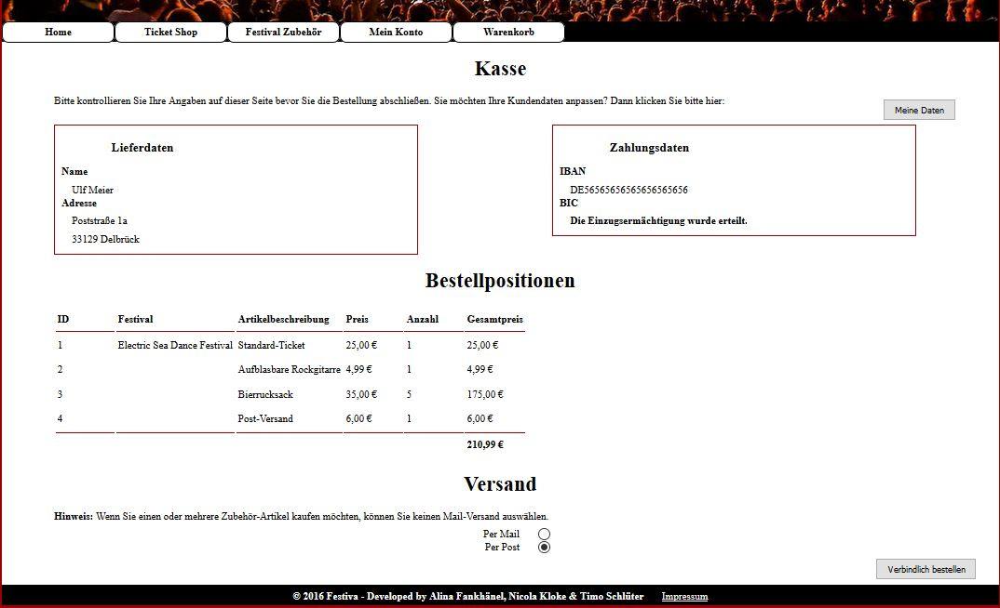 Home Ticket Shop Festival Zubehör Mein Konto Warenkorb
Kasse
Bitte kontrollieren Sie Ihre Angaben auf dieser Seite bevor Sie die Bestellung abschließen. Sie möchten Ihre Kundendaten anpassen? Dann klicken Sie bitte hier:
Meine Daten
Lieferdaten
Name
Ulf Meier
Adresse
Poststraße 1a
33129 Delbrück
Zahlungsdaten
IBAN
DE56565656565656565656
BIC
Die Einzugsermächtigung wurde erteilt.
Bestellpositionen
ID Festival Artikelbeschreibung Preis Anzahl Gesamtpreis
1 Electric Sea Dance Festival Standard-Ticket 25,00 € 1 25,00 €
2 Aufblasbare Rockgitarre 4,99 € 1 4,99 €
3 Bierrucksack 35,00 € 5 175,00 €
4 Post-Versand 6,00 € 1 6,00 €
210,99 €
Versand
Hinweis: Wenn Sie einen oder mehrere Zubehör-Artikel kaufen möchten, können Sie keinen Mail-Versand auswählen.
Per Mail
Per Post
Verbindlich bestellen
© 2016 Festiva - Developed by Alina Fankhänel, Nicola Kloke & Timo Schlüter Impressum